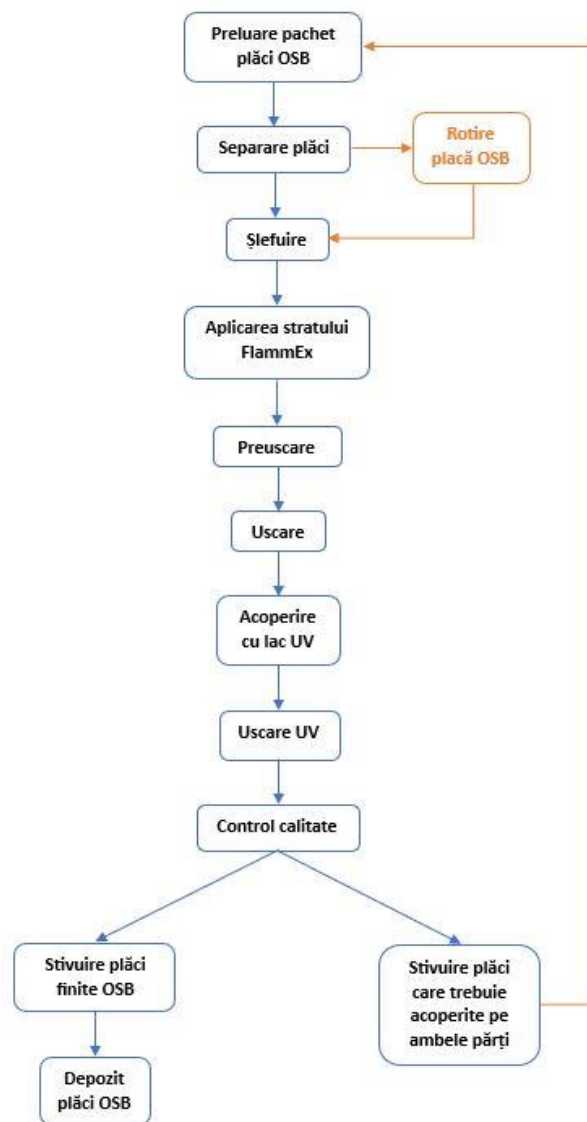 Preluare pachet
plăci OSB
Separare plăci
Rotire
placă OSB
Șlefuire
Aplicarea stratului
FlammEx
Preuscare
Uscare
Acoperire
cu lac UV
Uscare UV
Control calitate
Stivuire plăci
finite OSB
Stivuire plăci
care trebuie
acoperite pe
ambele părți
Depozit
plăci OSB